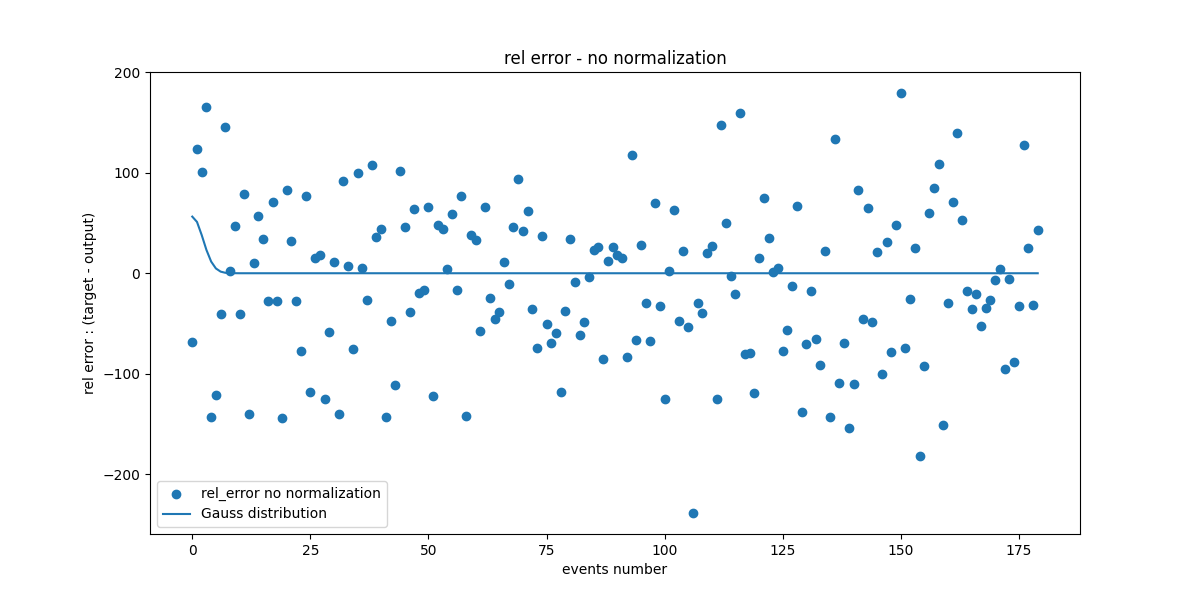 rel error - no normalization
rel error : (target - output)
200
100
0
−100
−200
rel_error no normalization
Gauss distribution
0 25 50 75 100 125 150 175
events number